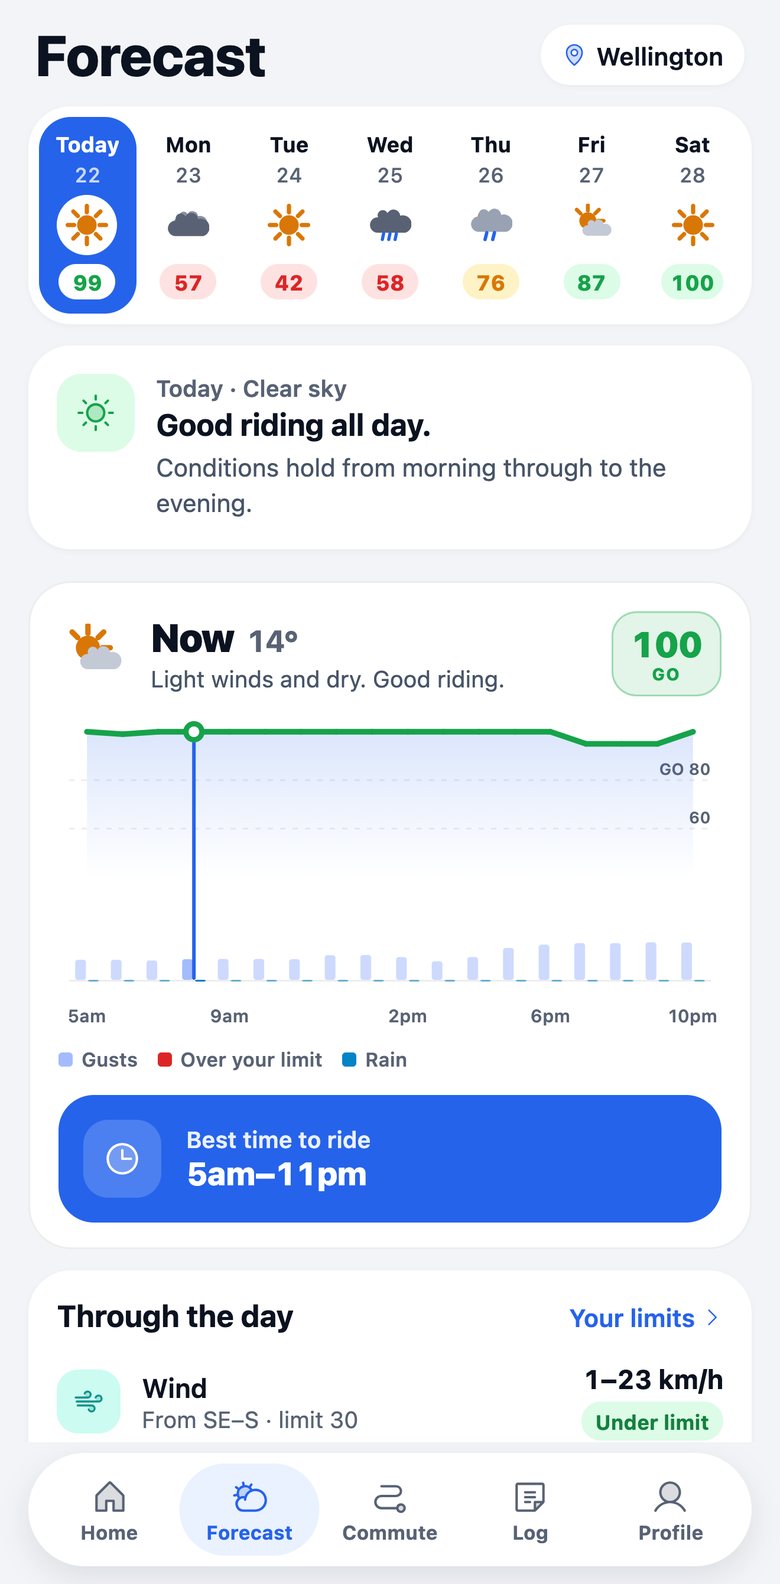 Forecast
Wellington
Today Mon Tue Wed Thu Fri Sat
22 23 24 25 26 27 28
99 57 42 58 76 87 100
Today · Clear sky
Good riding all day.
Conditions hold from morning through to the
evening.
Now 14°
Light winds and dry. Good riding.
100
GO
GO 80
60
5am 9am 2pm 6pm 10pm
Gusts Over your limit Rain
Best time to ride
5am–11pm
Through the day
Your limits
Wind
From SE–S · limit 30
1–23 km/h
Under limit
Home Forecast Commute Log Profile